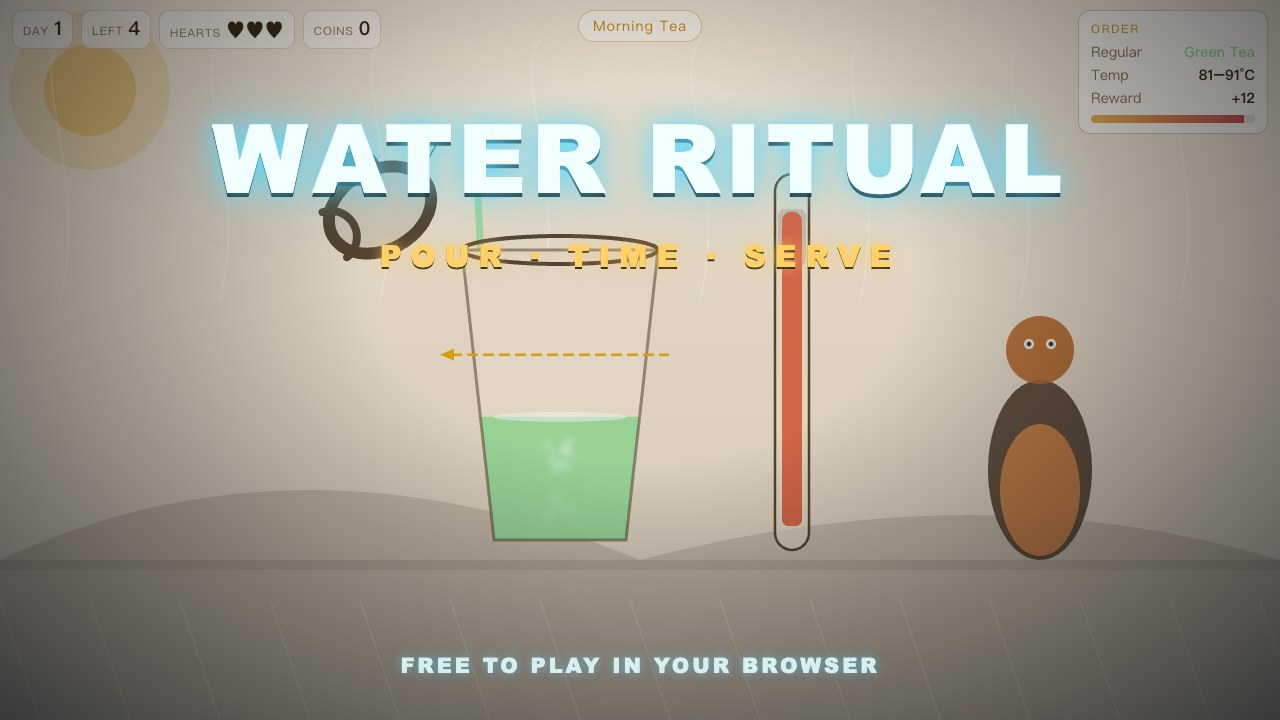 DAY 1 LEFT 4 HEARTS ♥♥♥ COINS 0
Morning Tea
ORDER
Regular Green Tea
Temp 81—91°C
Reward +12
WATER RITUAL
POUR · TIME · SERVE
FREE TO PLAY IN YOUR BROWSER